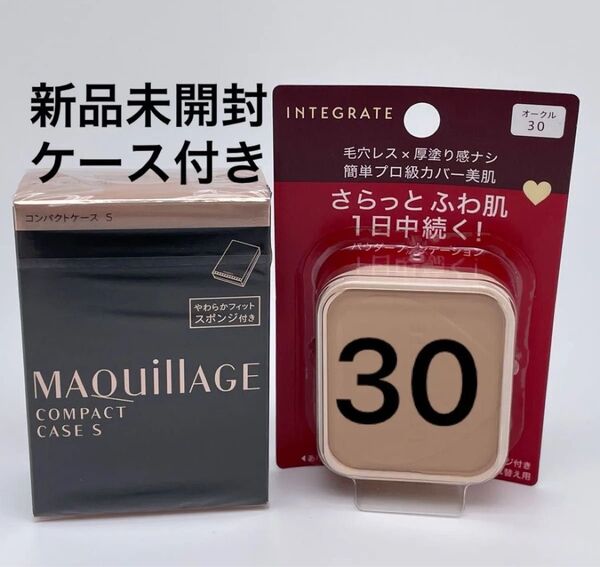 新品未開封
ケース付き
コンパクトケース S
やわらかフィット
スポンジ付き
MAQuillAGE
COMPACT
CASE S
INTEGRATE
オークル
30
毛穴レス×厚塗り感ナシ
簡単プロ級カバー美肌
さらっと ふわ肌
1日中続く!
パウダーファンデーション
30